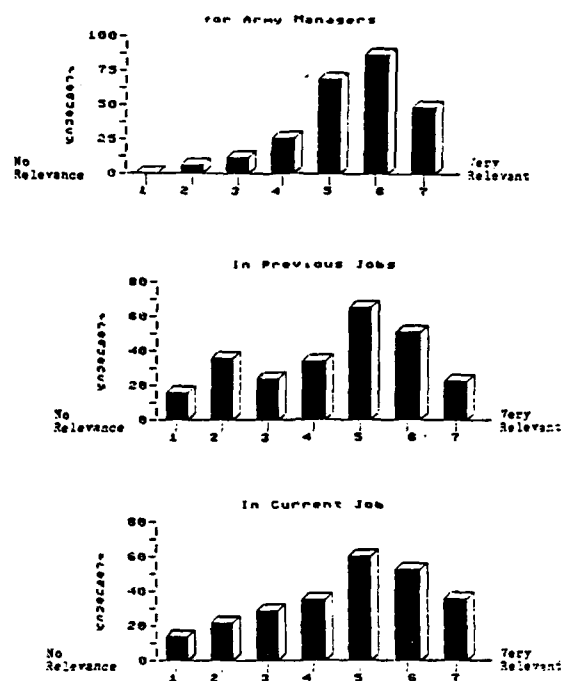 for Army Managers
100
75
50
25
0
No
Relevance
Very
Relevant
1 2 3 4 5 6 7
In Previous Jobs
80
60
40
20
0
No
Relevance
Very
Relevant
1 2 3 4 5 6 7
In Current Job
80
60
40
20
0
No
Relevance
Very
Relevant
1 2 3 4 5 6 7